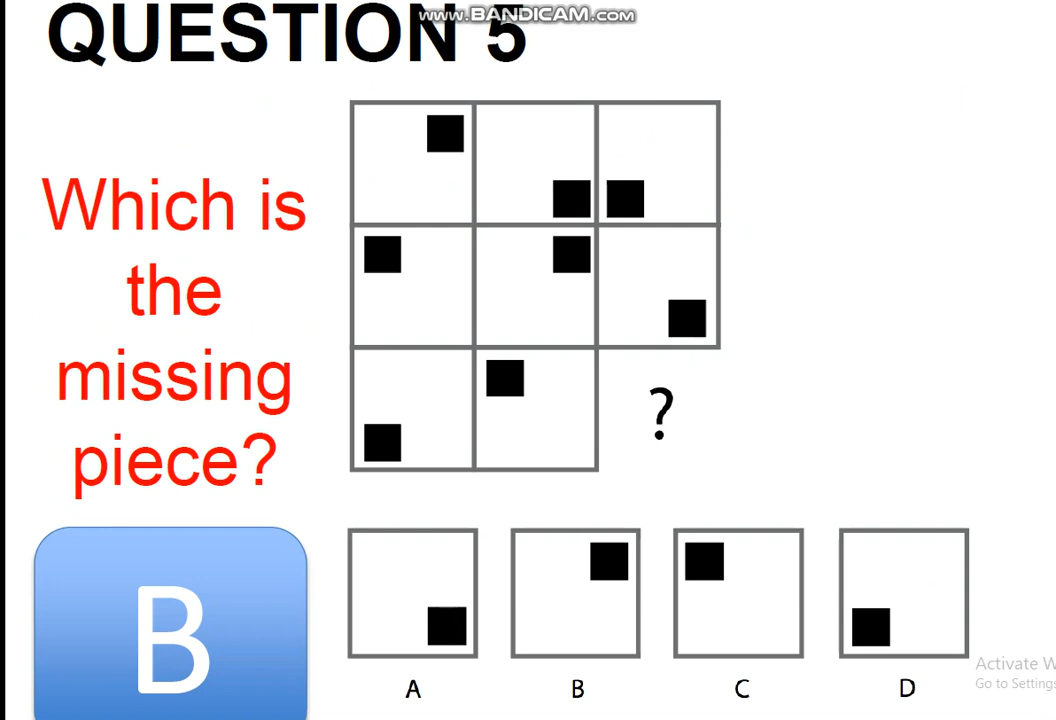 www.BANDICAM.com
QUESTION 5
Which is
the
missing
piece?
?
B
A B C D
Activate W
Go to Settings